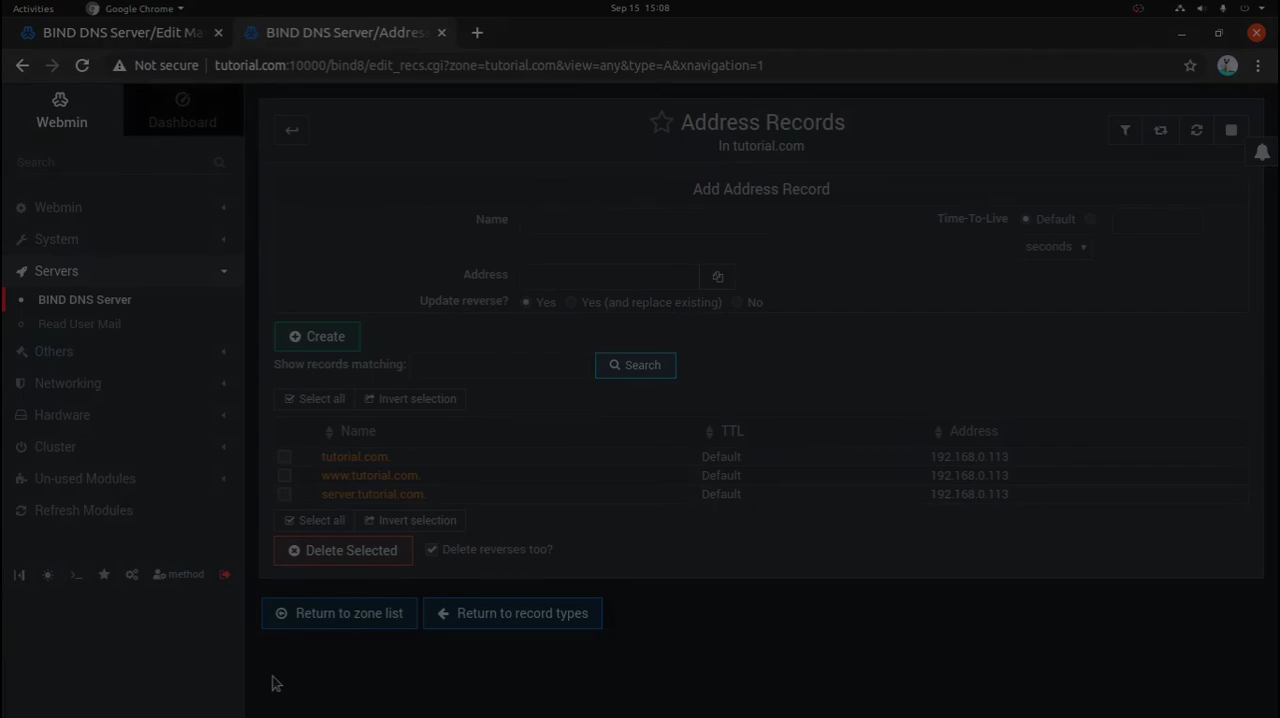 Activities Google Chrome Sep 15 15:08
BIND DNS Server/Edit Ma BIND DNS Server/Addres
Not secure tutorial.com:10000/bind8/edit_recs.cgi?zone=tutorial.com&view=any&type=A&xnavigation=1
Webmin Dashboard
Search
Webmin
System
Servers
BIND DNS Server
Read User Mail
Others
Networking
Hardware
Cluster
Un-used Modules
Refresh Modules
method
Address Records
In tutorial.com
Add Address Record
Name Time-To-Live Default
seconds
Address
Update reverse? Yes Yes (and replace existing) No
Create
Show records matching: Search
Select all Invert selection
Name TTL Address
tutorial.com. Default 192.168.0.113
www.tutorial.com. Default 192.168.0.113
server.tutorial.com. Default 192.168.0.113
Select all Invert selection
Delete Selected Delete reverses too?
Return to zone list Return to record types